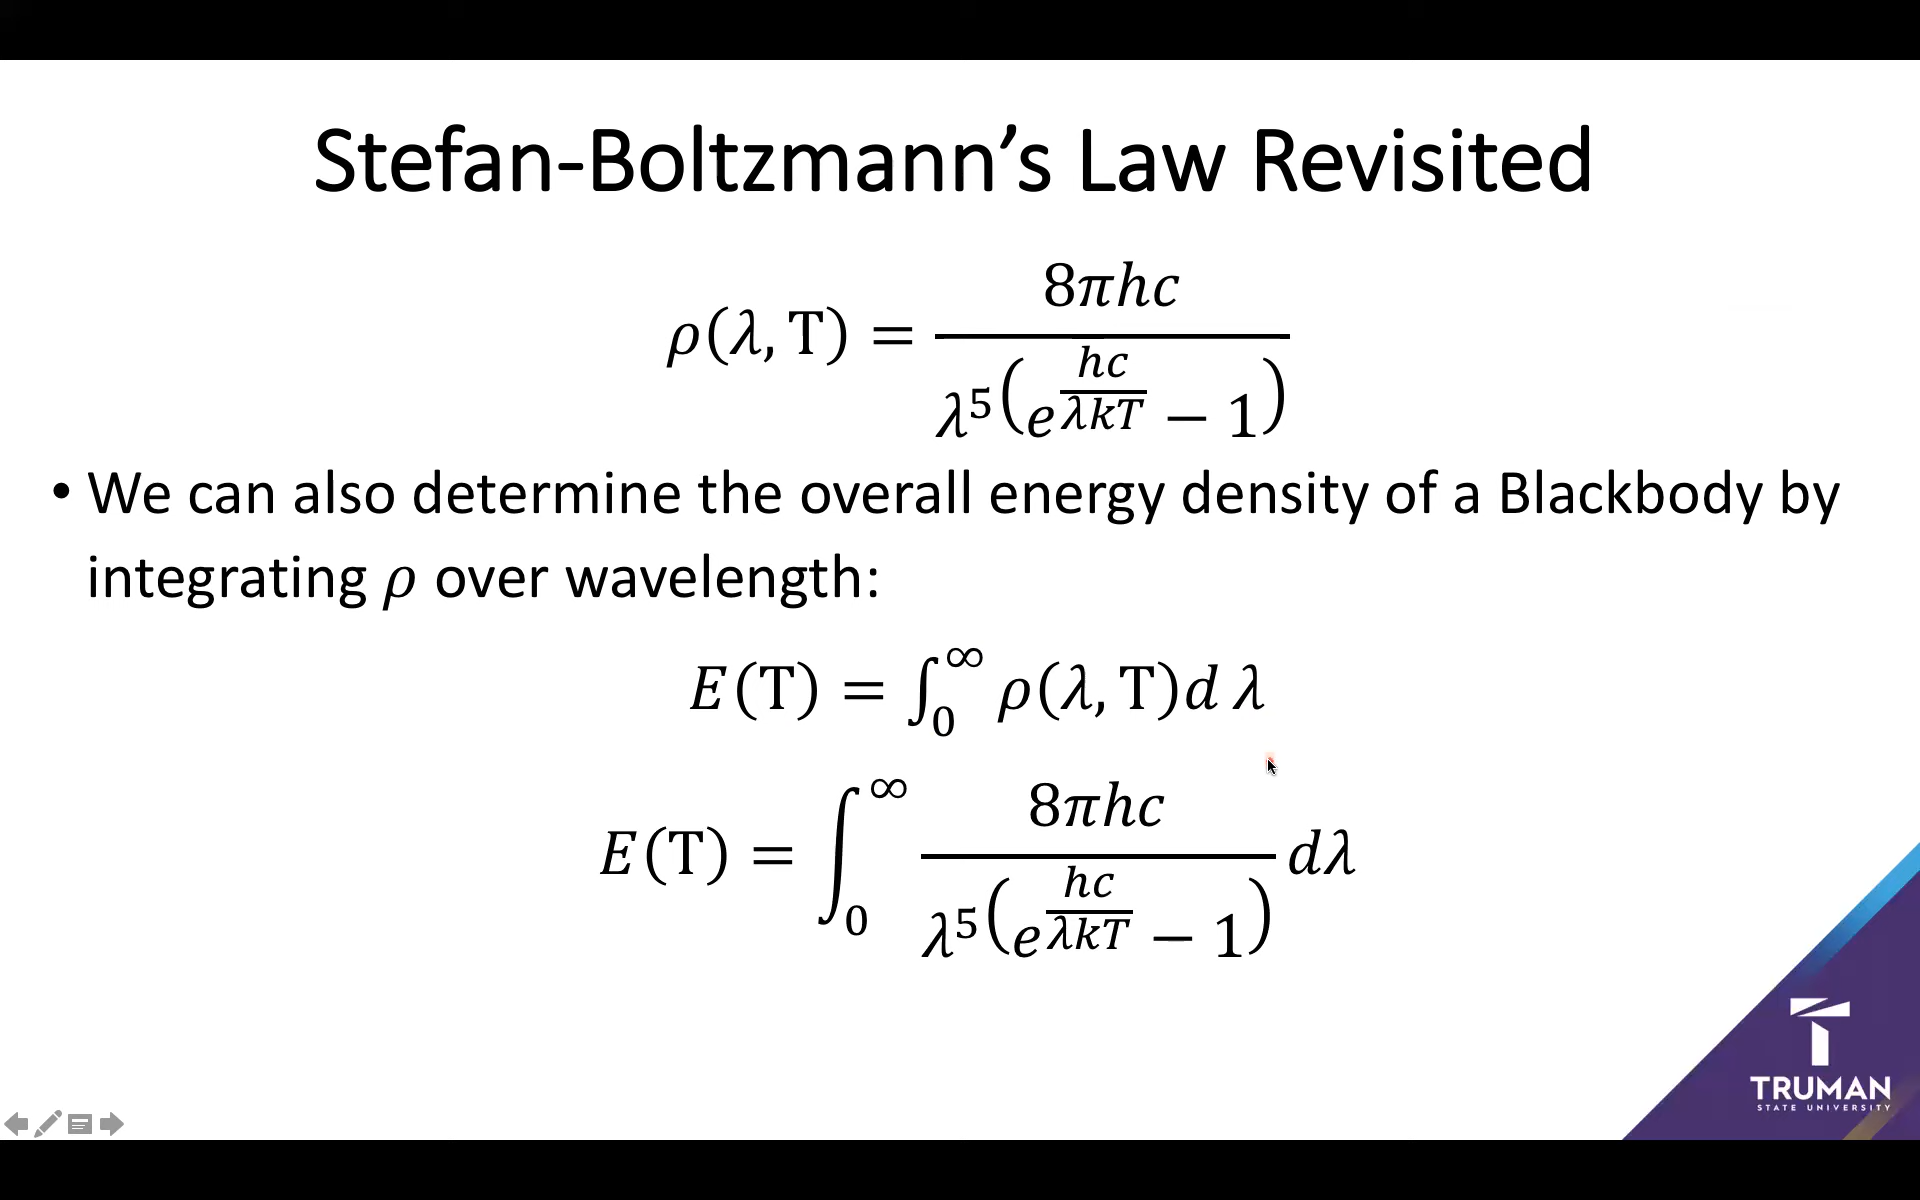 Stefan-Boltzmann’s Law Revisited
ρ(λ, T) = 8πhc / λ⁵(e^(hc/λkT) − 1)
• We can also determine the overall energy density of a Blackbody by
integrating ρ over wavelength:
E(T) = ∫₀^∞ ρ(λ, T)d λ
E(T) = ∫₀^∞ 8πhc / λ⁵(e^(hc/λkT) − 1) dλ
TRUMAN
STATE UNIVERSITY